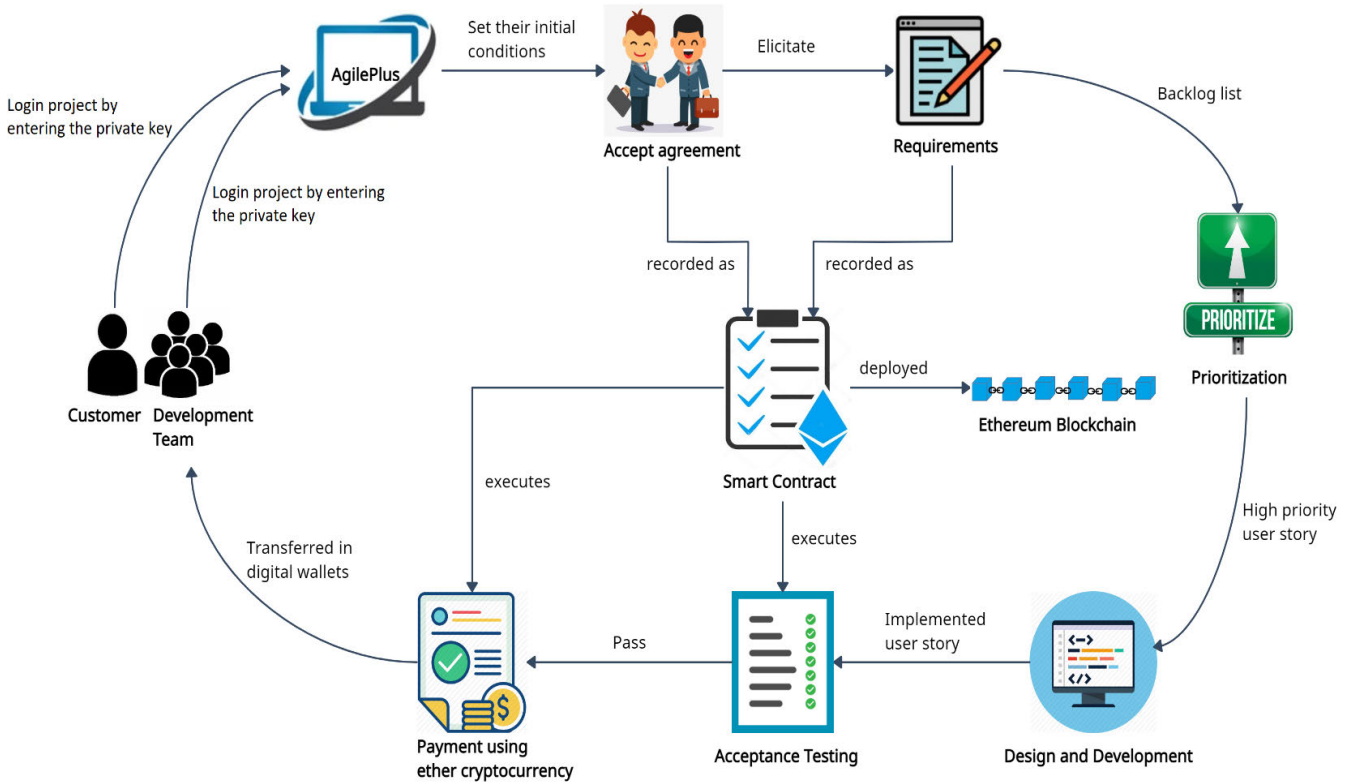 AgilePlus
Set their initial
conditions
Elicitate
Login project by
entering the private key
Backlog list
Accept agreement
Requirements
Login project by entering
the private key
recorded as
recorded as
PRIORITIZE
Prioritization
deployed
Ethereum Blockchain
Customer
Development
Team
Smart Contract
executes
executes
High priority
user story
Transferred in
digital wallets
Pass
Implemented
user story
<->
</>
$
Payment using
ether cryptocurrency
Acceptance Testing
Design and Development